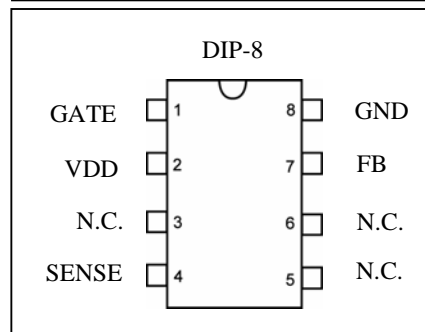 DIP-8
GATE 1 8 GND
VDD 2 7 FB
N.C. 3 6 N.C.
SENSE 4 5 N.C.